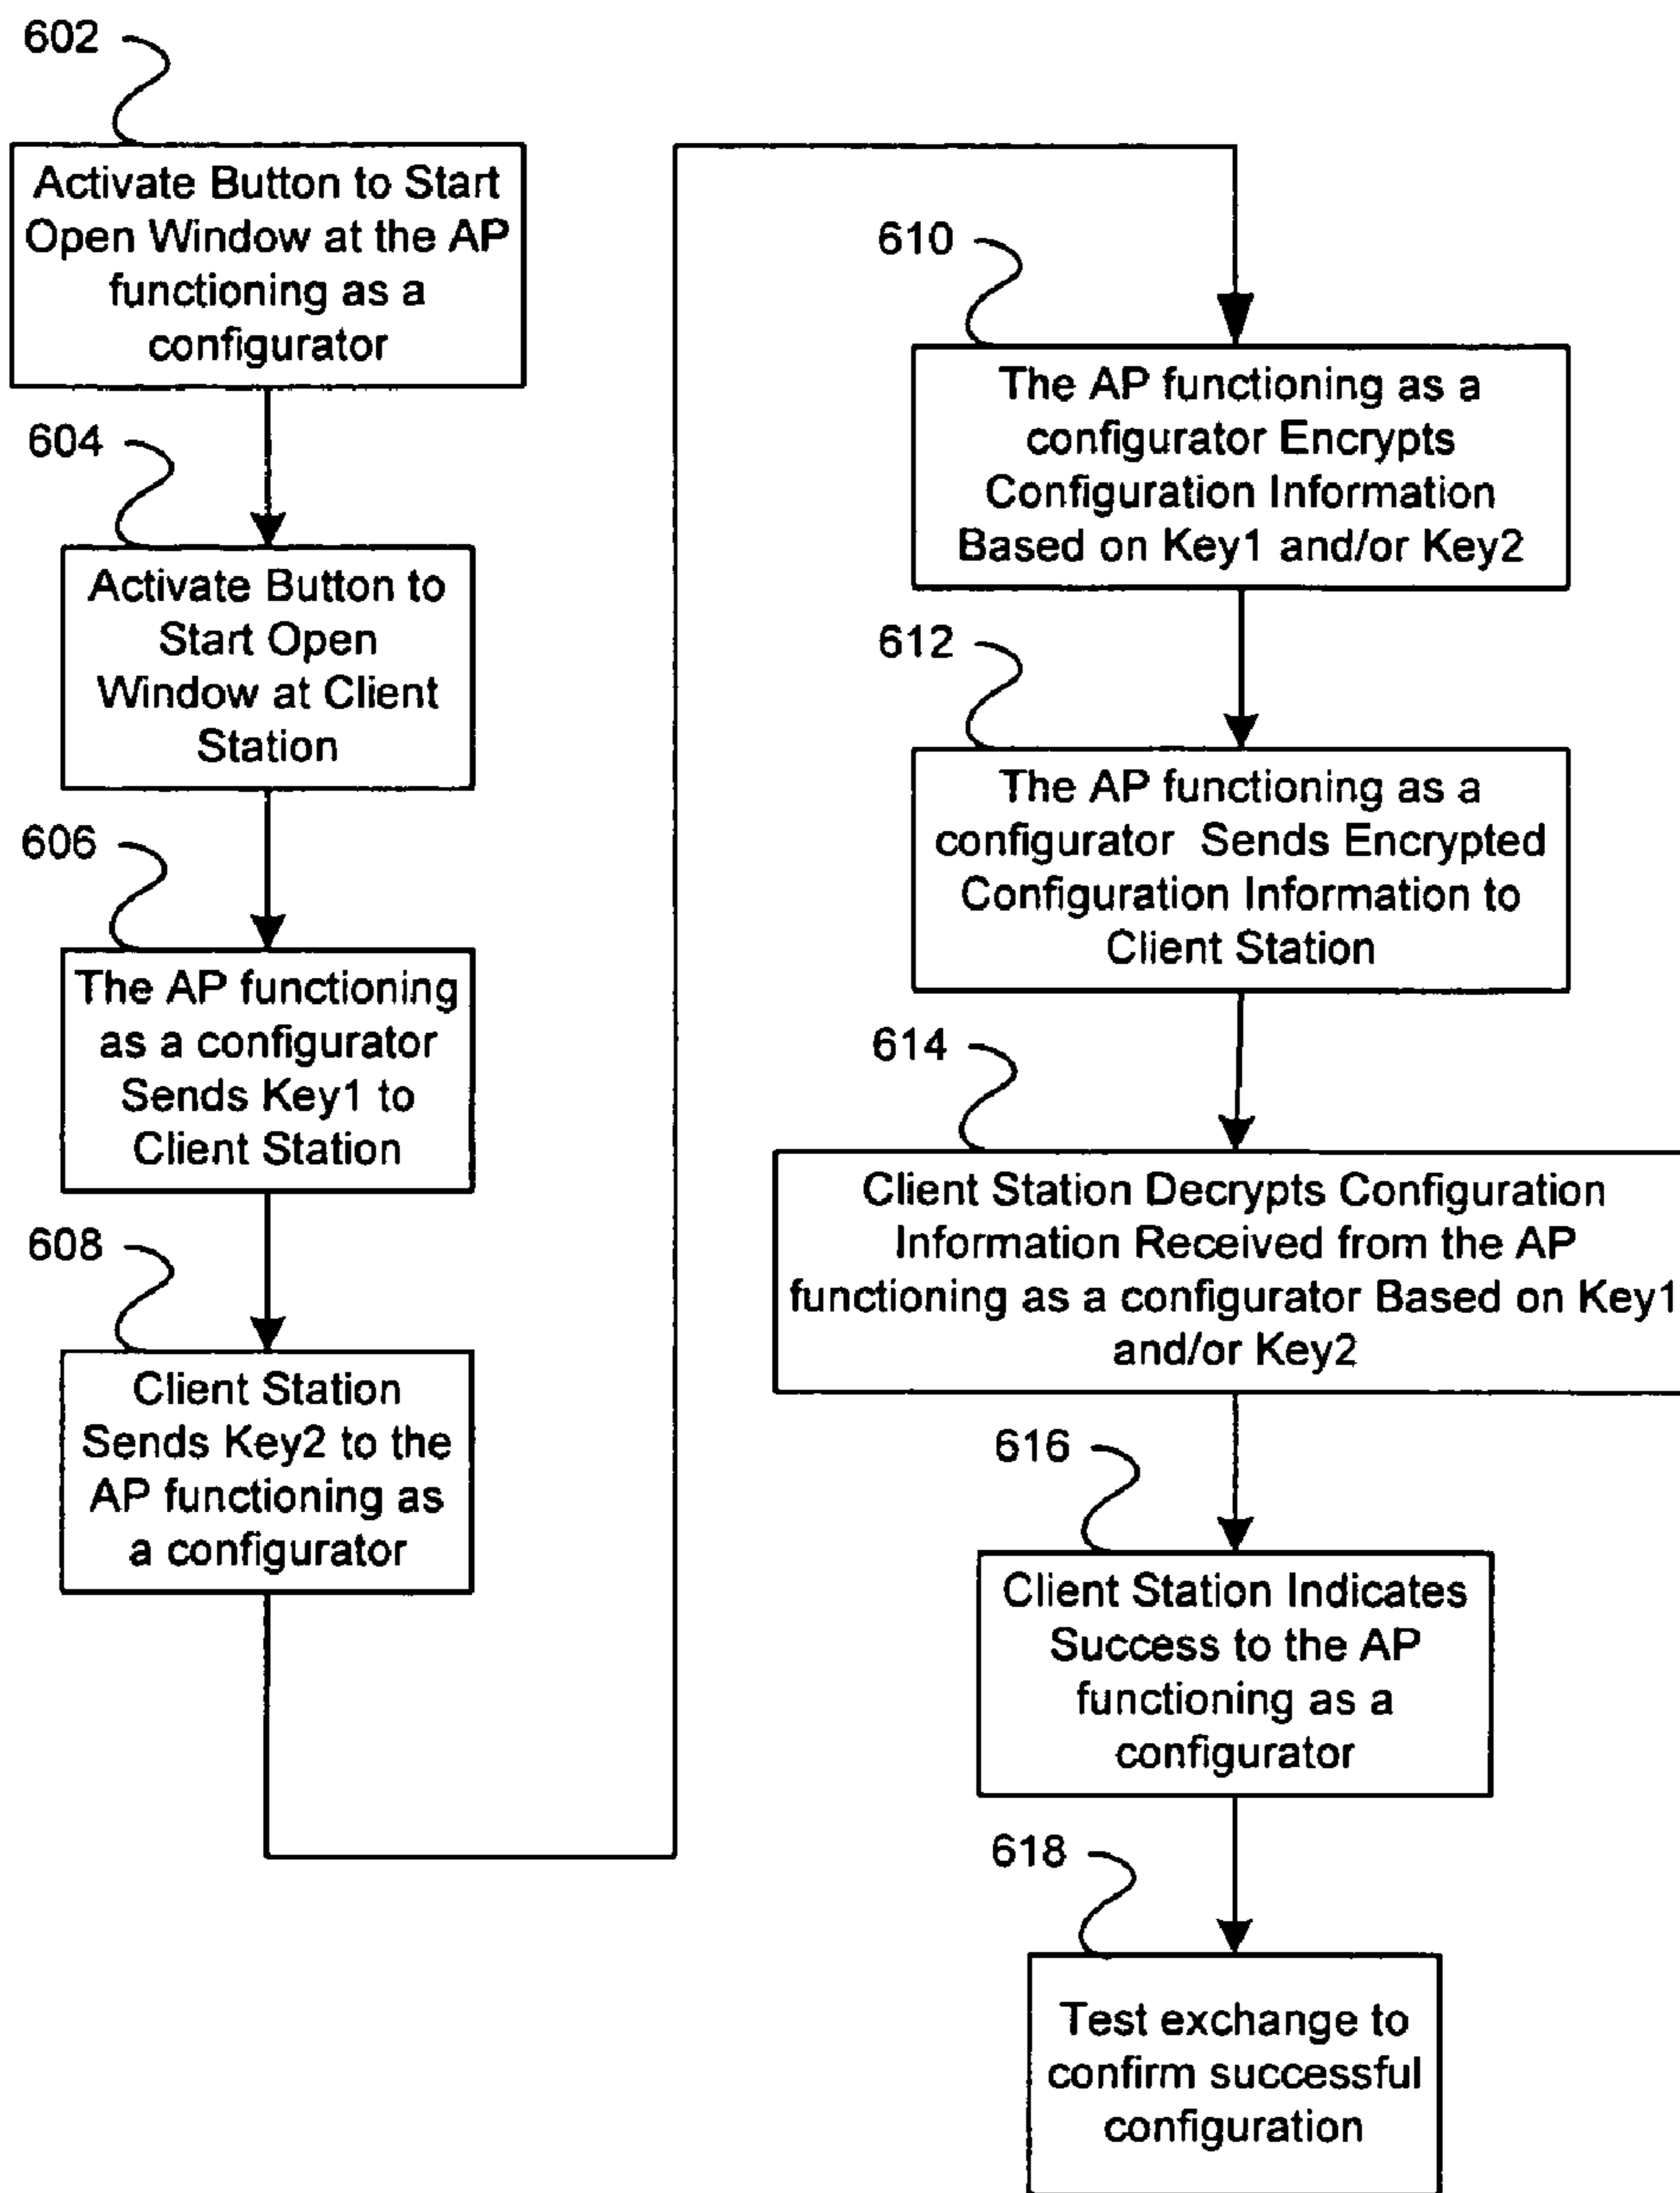 602
Activate Button to Start
Open Window at the AP
functioning as a
configurator
604
Activate Button to
Start Open
Window at Client
Station
606
The AP functioning
as a configurator
Sends Key1 to
Client Station
608
Client Station
Sends Key2 to the
AP functioning as
a configurator
610
The AP functioning as a
configurator Encrypts
Configuration Information
Based on Key1 and/or Key2
612
The AP functioning as a
configurator Sends Encrypted
Configuration Information to
Client Station
614
Client Station Decrypts Configuration
Information Received from the AP
functioning as a configurator Based on Key1
and/or Key2
616
Client Station Indicates
Success to the AP
functioning as a
configurator
618
Test exchange to
confirm successful
configuration